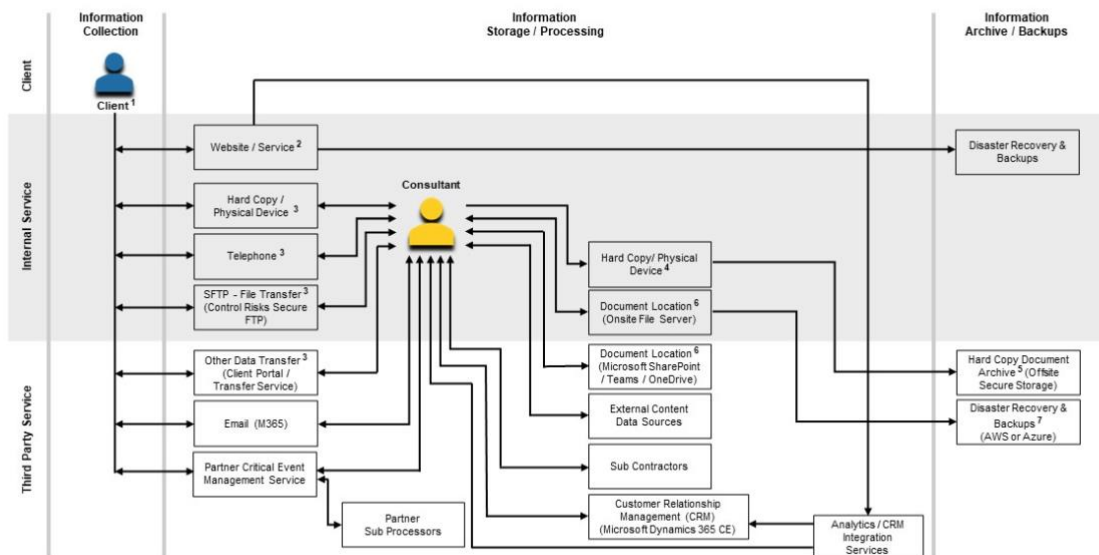 Information
Collection
Information
Storage / Processing
Information
Archive / Backups
Client
Client 1
Internal Service
Website / Service 2
Disaster Recovery &
Backups
Consultant
Hard Copy /
Physical Device 3
Telephone 3
Hard Copy/ Physical
Device 4
SFTP - File Transfer 3
(Control Risks Secure
FTP)
Document Location 6
(Onsite File Server)
Third Party Service
Other Data Transfer 3
(Client Portal /
Transfer Service)
Document Location 6
(Microsoft SharePoint
/ Teams / OneDrive)
Hard Copy Document
Archive 5 (Offsite
Secure Storage)
Email (M365)
External Content
Data Sources
Disaster Recovery &
Backups 7
(AWS or Azure)
Partner Critical Event
Management Service
Sub Contractors
Partner
Sub Processors
Customer Relationship
Management (CRM)
(Microsoft Dynamics 365 CE)
Analytics / CRM
Integration
Services